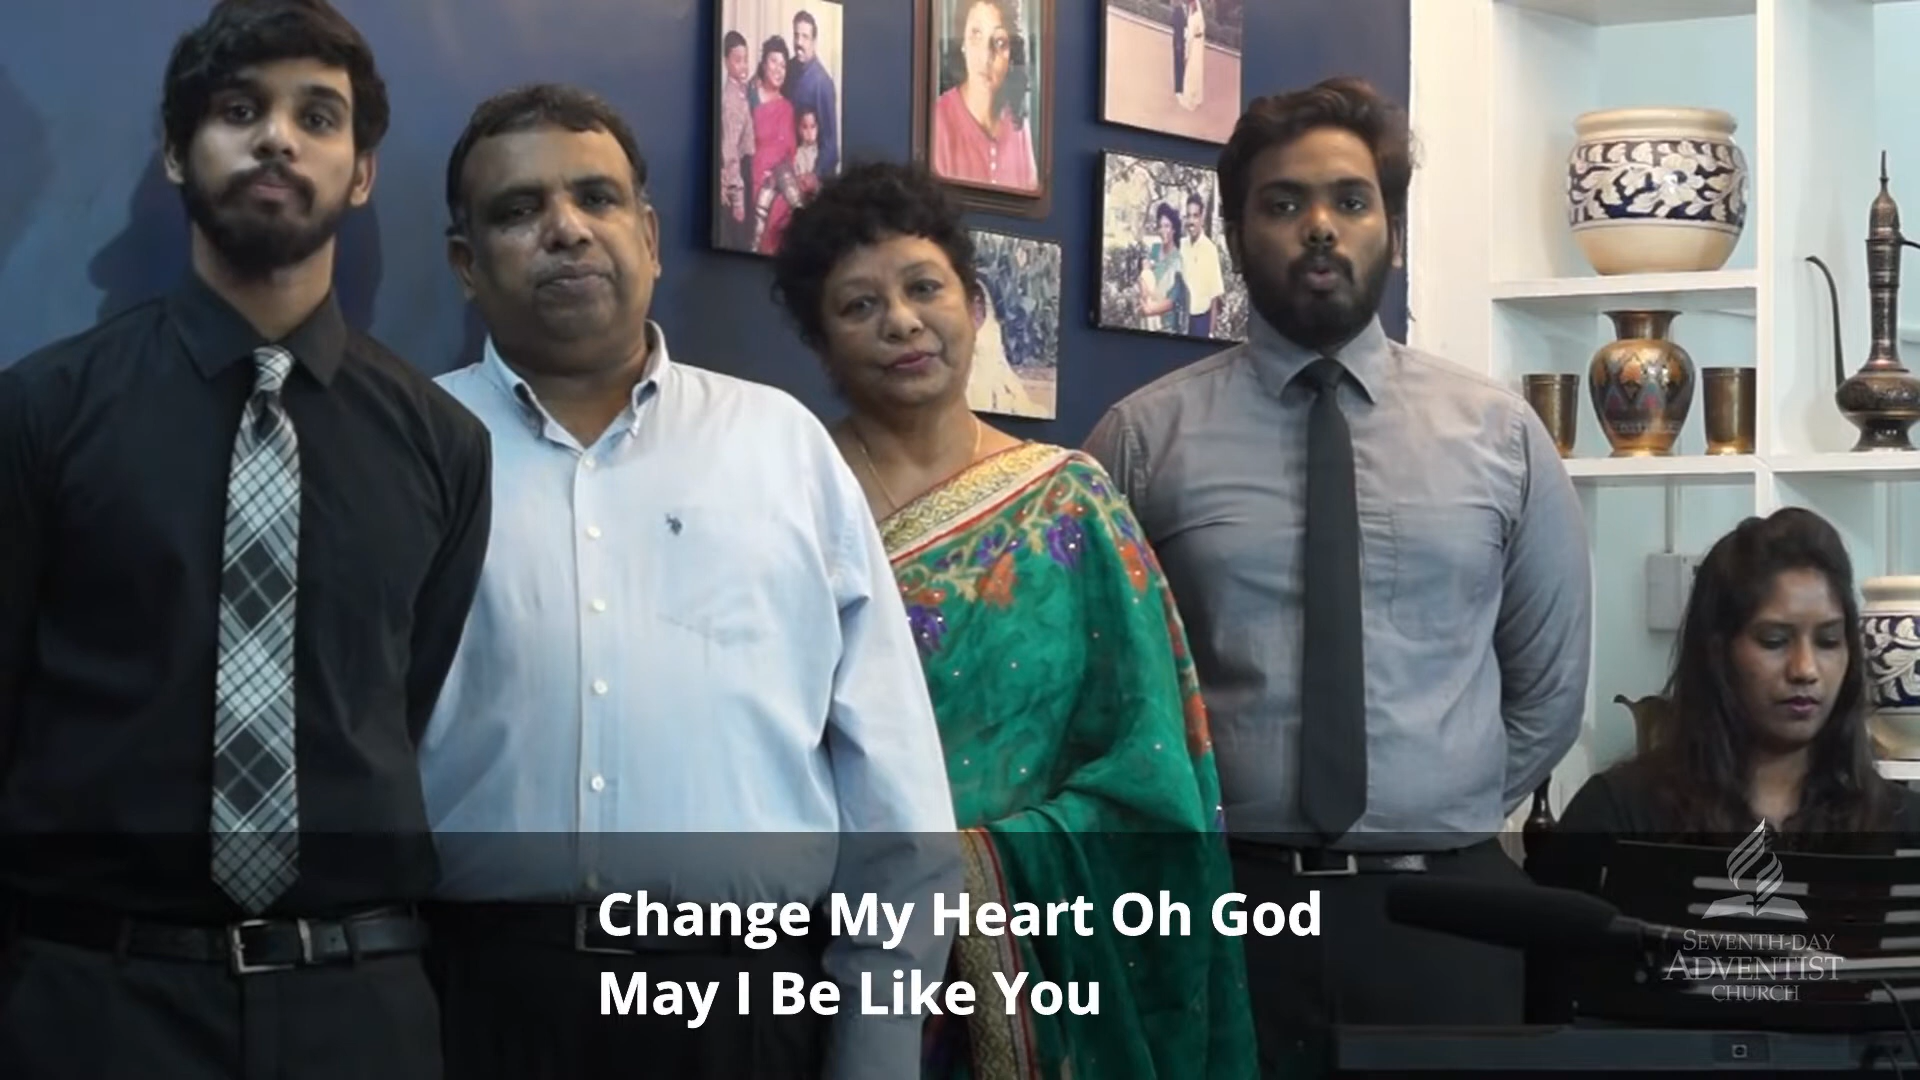 Change My Heart Oh God
May I Be Like You
SEVENTH-DAY
ADVENTIST
CHURCH